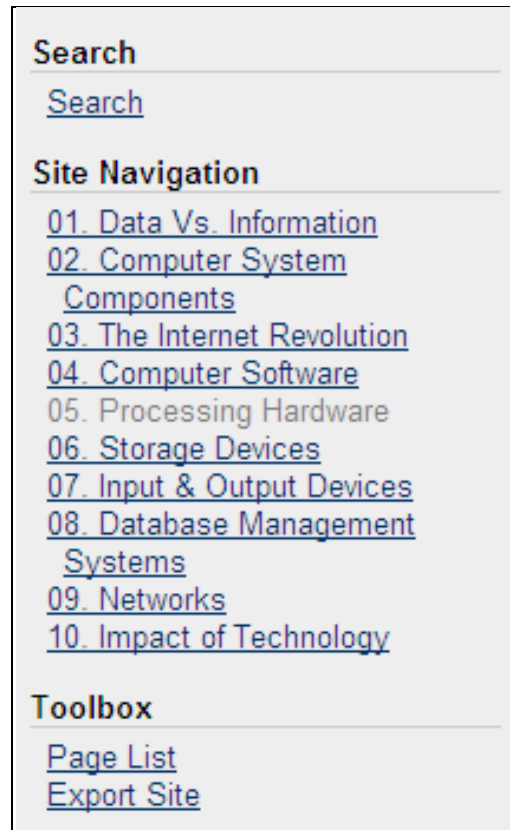 Search
Search
Site Navigation
01. Data Vs. Information
02. Computer System
Components
03. The Internet Revolution
04. Computer Software
05. Processing Hardware
06. Storage Devices
07. Input & Output Devices
08. Database Management
Systems
09. Networks
10. Impact of Technology
Toolbox
Page List
Export Site